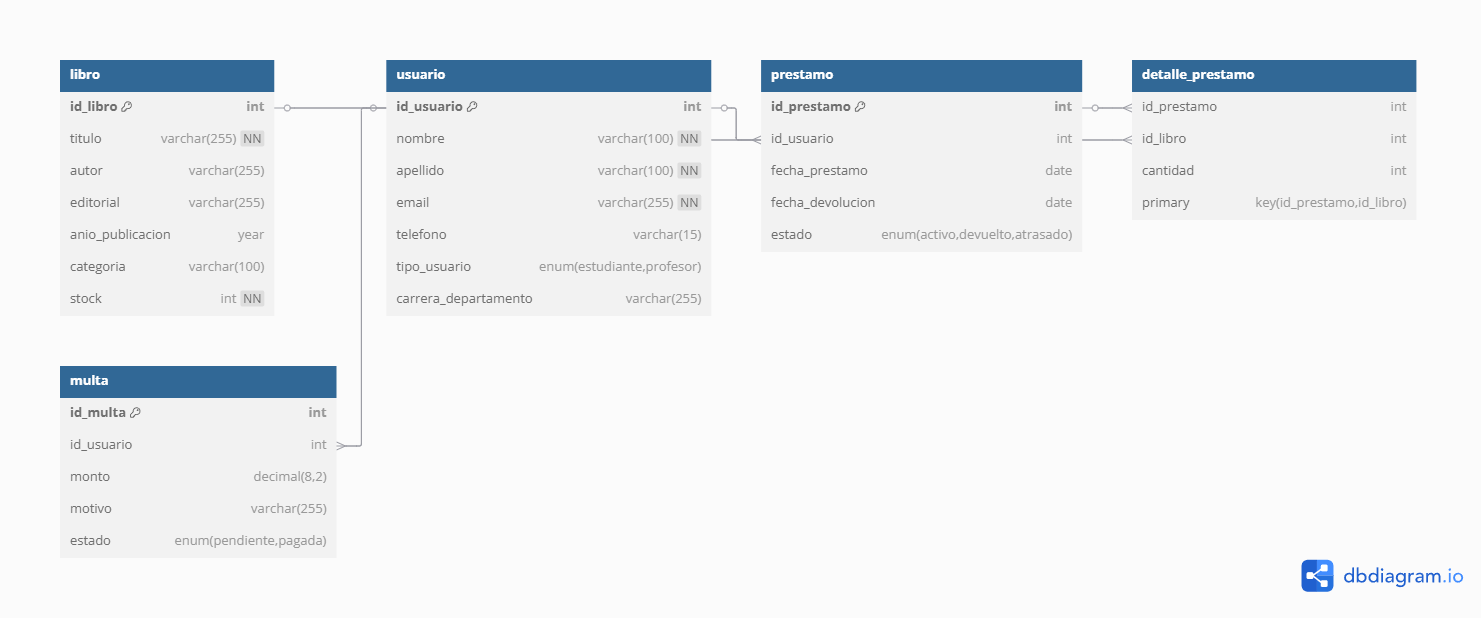 libro
id_libro int
titulo varchar(255) NN
autor varchar(255)
editorial varchar(255)
anio_publicacion year
categoria varchar(100)
stock int NN
usuario
id_usuario int
nombre varchar(100) NN
apellido varchar(100) NN
email varchar(255) NN
telefono varchar(15)
tipo_usuario enum(estudiante,profesor)
carrera_departamento varchar(255)
prestamo
id_prestamo int
id_usuario int
fecha_prestamo date
fecha_devolucion date
estado enum(activo,devuelto,atrasado)
detalle_prestamo
id_prestamo int
id_libro int
cantidad int
primary key(id_prestamo,id_libro)
multa
id_multa int
id_usuario int
monto decimal(8,2)
motivo varchar(255)
estado enum(pendiente,pagada)
dbdiagram.io